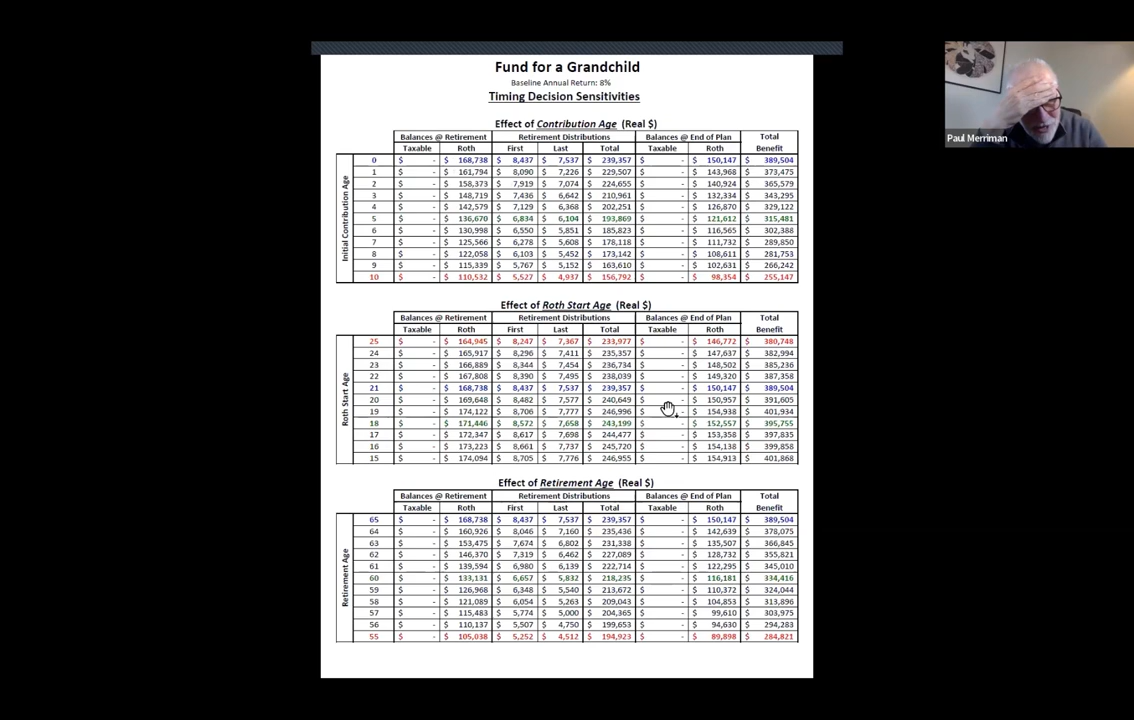 Fund for a Grandchild
Baseline Annual Return: 8%
Timing Decision Sensitivities
Effect of Contribution Age (Real $)
Balances @ Retirement Retirement Distributions Balances @ End of Plan Total
Taxable Roth First Last Total Taxable Roth Benefit
Initial Contribution Age
0 $ - $ 168,738 $ 8,437 $ 7,537 $ 239,357 $ - $ 150,147 $ 389,504
1 $ - $ 161,794 $ 8,090 $ 7,226 $ 229,507 $ - $ 143,968 $ 373,475
2 $ - $ 158,373 $ 7,919 $ 7,074 $ 224,655 $ - $ 140,924 $ 365,579
3 $ - $ 148,719 $ 7,436 $ 6,642 $ 210,961 $ - $ 132,334 $ 343,295
4 $ - $ 142,579 $ 7,129 $ 6,368 $ 202,251 $ - $ 126,870 $ 329,122
5 $ - $ 136,670 $ 6,834 $ 6,104 $ 193,869 $ - $ 121,612 $ 315,481
6 $ - $ 130,998 $ 6,550 $ 5,851 $ 185,823 $ - $ 116,565 $ 302,388
7 $ - $ 125,566 $ 6,278 $ 5,608 $ 178,118 $ - $ 111,732 $ 289,850
8 $ - $ 122,058 $ 6,103 $ 5,452 $ 173,142 $ - $ 108,611 $ 281,753
9 $ - $ 115,339 $ 5,767 $ 5,152 $ 163,610 $ - $ 102,631 $ 266,242
10 $ - $ 110,532 $ 5,527 $ 4,937 $ 156,792 $ - $ 98,354 $ 255,147
Effect of Roth Start Age (Real $)
Balances @ Retirement Retirement Distributions Balances @ End of Plan Total
Taxable Roth First Last Total Taxable Roth Benefit
Roth Start Age
25 $ - $ 164,945 $ 8,247 $ 7,367 $ 233,977 $ - $ 146,772 $ 380,748
24 $ - $ 165,917 $ 8,296 $ 7,411 $ 235,357 $ - $ 147,637 $ 382,994
23 $ - $ 166,889 $ 8,344 $ 7,454 $ 236,734 $ - $ 148,502 $ 385,236
22 $ - $ 167,808 $ 8,390 $ 7,495 $ 238,039 $ - $ 149,320 $ 387,358
21 $ - $ 168,738 $ 8,437 $ 7,537 $ 239,357 $ - $ 150,147 $ 389,504
20 $ - $ 169,648 $ 8,482 $ 7,577 $ 240,649 $ - $ 150,957 $ 391,605
19 $ - $ 174,122 $ 8,706 $ 7,777 $ 246,996 $ - $ 154,938 $ 401,934
18 $ - $ 171,446 $ 8,572 $ 7,658 $ 243,199 $ - $ 152,557 $ 395,755
17 $ - $ 172,347 $ 8,617 $ 7,698 $ 244,477 $ - $ 153,358 $ 397,835
16 $ - $ 173,223 $ 8,661 $ 7,737 $ 245,720 $ - $ 154,138 $ 399,858
15 $ - $ 174,094 $ 8,705 $ 7,776 $ 246,955 $ - $ 154,913 $ 401,868
Effect of Retirement Age (Real $)
Balances @ Retirement Retirement Distributions Balances @ End of Plan Total
Taxable Roth First Last Total Taxable Roth Benefit
Retirement Age
65 $ - $ 168,738 $ 8,437 $ 7,537 $ 239,357 $ - $ 150,147 $ 389,504
64 $ - $ 160,926 $ 8,046 $ 7,160 $ 235,436 $ - $ 142,639 $ 378,075
63 $ - $ 153,475 $ 7,674 $ 6,802 $ 231,338 $ - $ 135,507 $ 366,845
62 $ - $ 146,370 $ 7,319 $ 6,462 $ 227,089 $ - $ 128,732 $ 355,821
61 $ - $ 139,594 $ 6,980 $ 6,139 $ 222,714 $ - $ 122,295 $ 345,010
60 $ - $ 133,131 $ 6,657 $ 5,832 $ 218,235 $ - $ 116,181 $ 334,416
59 $ - $ 126,968 $ 6,348 $ 5,540 $ 213,672 $ - $ 110,372 $ 324,044
58 $ - $ 121,089 $ 6,054 $ 5,263 $ 209,043 $ - $ 104,853 $ 313,896
57 $ - $ 115,483 $ 5,774 $ 5,000 $ 204,365 $ - $ 99,610 $ 303,975
56 $ - $ 110,137 $ 5,507 $ 4,750 $ 199,653 $ - $ 94,630 $ 294,283
55 $ - $ 105,038 $ 5,252 $ 4,512 $ 194,923 $ - $ 89,898 $ 284,821
Paul Merriman